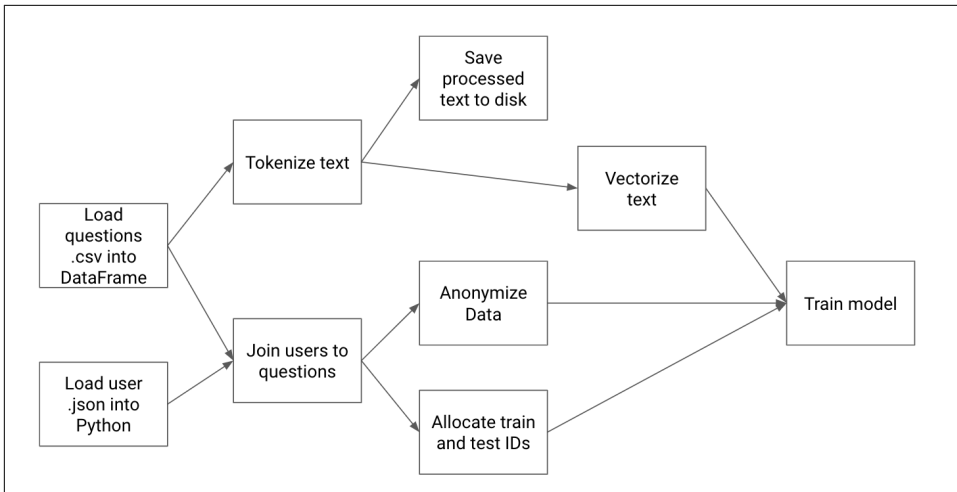 Save
processed
text to disk
Tokenize text
Vectorize
text
Load
questions
.csv into
DataFrame
Anonymize
Data
Train model
Join users to
questions
Load user
.json into
Python
Allocate train
and test IDs